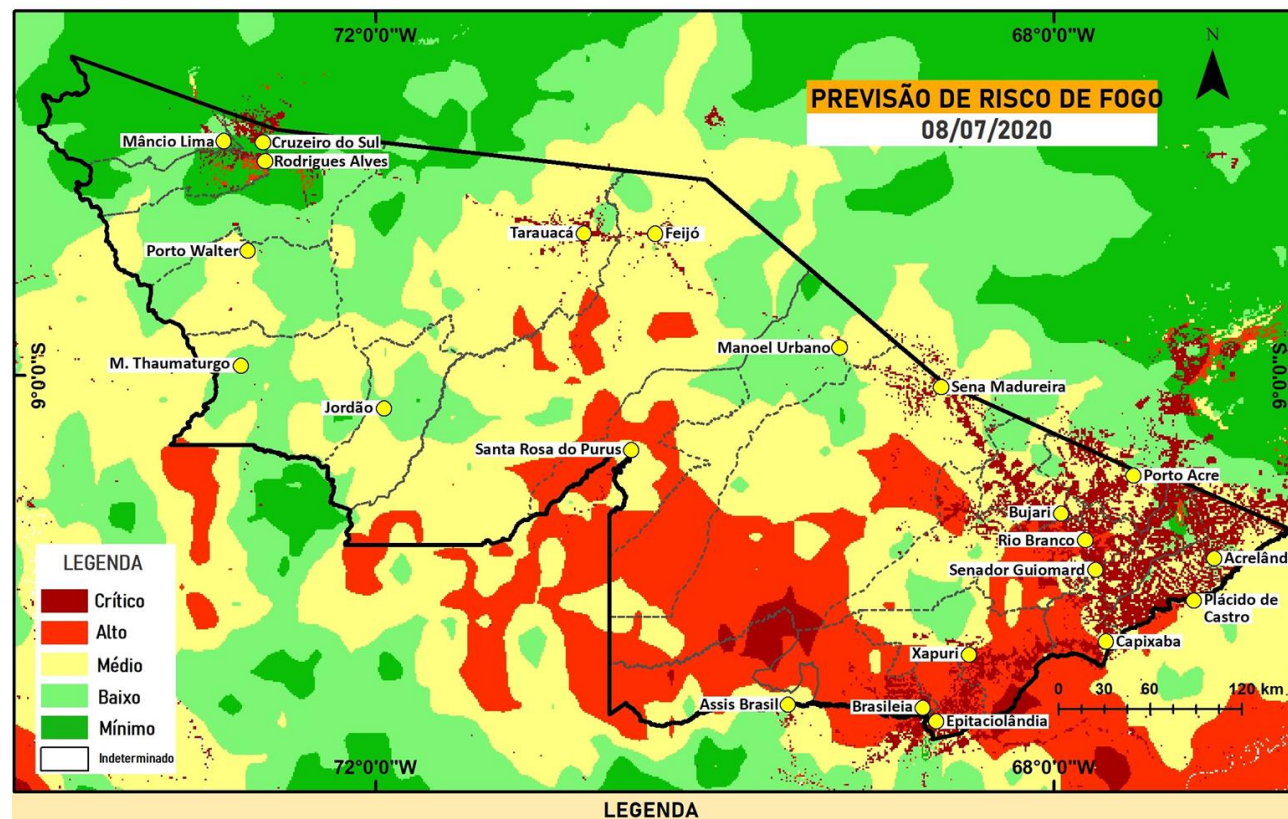 72°0'0"W
68°0'0"W
N
PREVISÃO DE RISCO DE FOGO
08/07/2020
Mâncio Lima
Cruzeiro do Sul
Rodrigues Alves
Tarauacá
Feijó
Porto Walter
Manoel Urbano
9°0'0"S
9°0'0"S
M. Thaumaturgo
Sena Madureira
Jordão
Santa Rosa do Purus
Porto Acre
Bujari
Rio Branco
Acrelând
Senador Guiomard
Plácido de
Castro
Capixaba
Xapuri
Assis Brasil
Brasileia
Epitaciolândia
0 30 60 120 km
LEGENDA
Crítico
Alto
Médio
Baixo
Mínimo
Indeterminado
72°0'0"W
68°0'0"W
LEGENDA